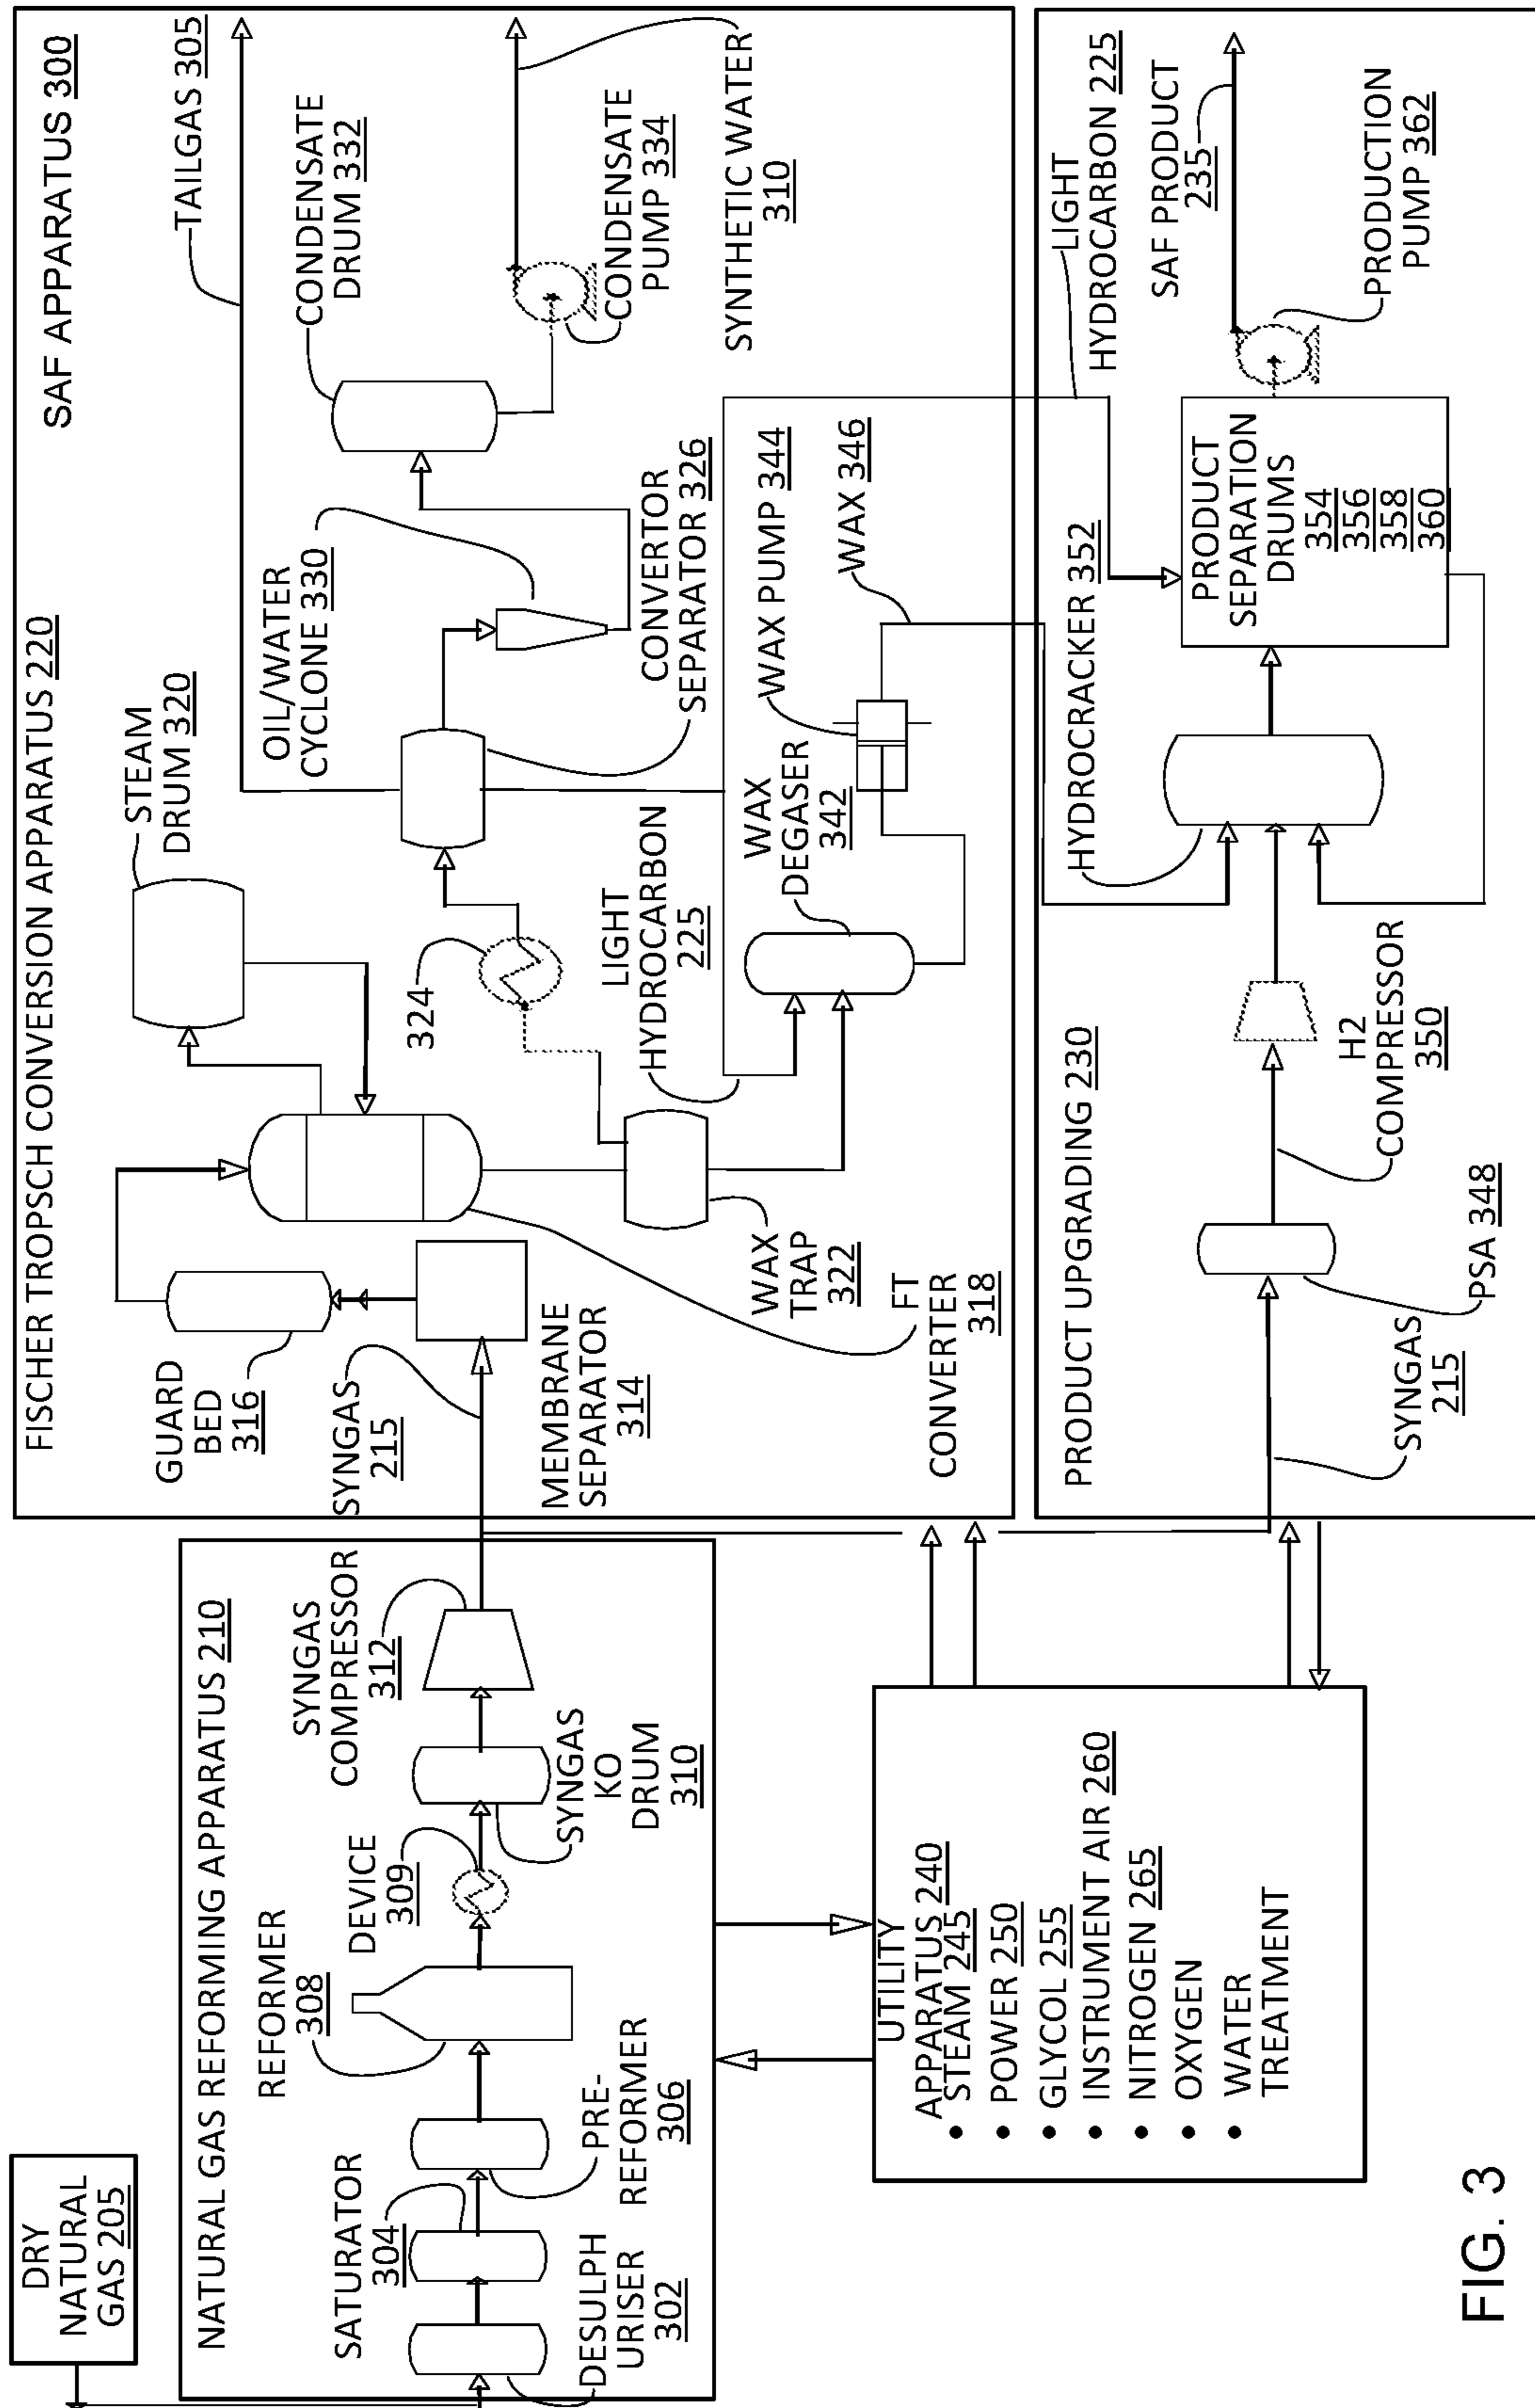 SAF APPARATUS 300
DRY
NATURAL
GAS 205
NATURAL GAS REFORMING APPARATUS 210
DESULPH
URISER
302
SATURATOR
304
PRE-
REFORMER
306
REFORMER
308
DEVICE
309
SYNGAS
KO
DRUM
310
SYNGAS
COMPRESSOR
312
FISCHER TROPSCH CONVERSION APPARATUS 220
GUARD
BED
316
SYNGAS
215
MEMBRANE
SEPARATOR
314
STEAM
DRUM 320
FT
CONVERTER
318
WAX
TRAP
322
324
OIL/WATER
CYCLONE 330
CONVERTOR
SEPARATOR 326
LIGHT
HYDROCARBON
225
WAX
DEGASER
342
WAX PUMP 344
WAX 346
TAILGAS 305
CONDENSATE
DRUM 332
CONDENSATE
PUMP 334
SYNTHETIC WATER
310
UTILITY
APPARATUS 240
• STEAM 245
• POWER 250
• GLYCOL 255
• INSTRUMENT AIR 260
• NITROGEN 265
• OXYGEN
• WATER
TREATMENT
PRODUCT UPGRADING 230
SYNGAS
215
PSA 348
H2
COMPRESSOR
350
HYDROCRACKER 352
PRODUCT
SEPARATION
DRUMS
354
356
358
360
LIGHT
HYDROCARBON 225
SAF PRODUCT
235
PRODUCTION
PUMP 362
FIG. 3